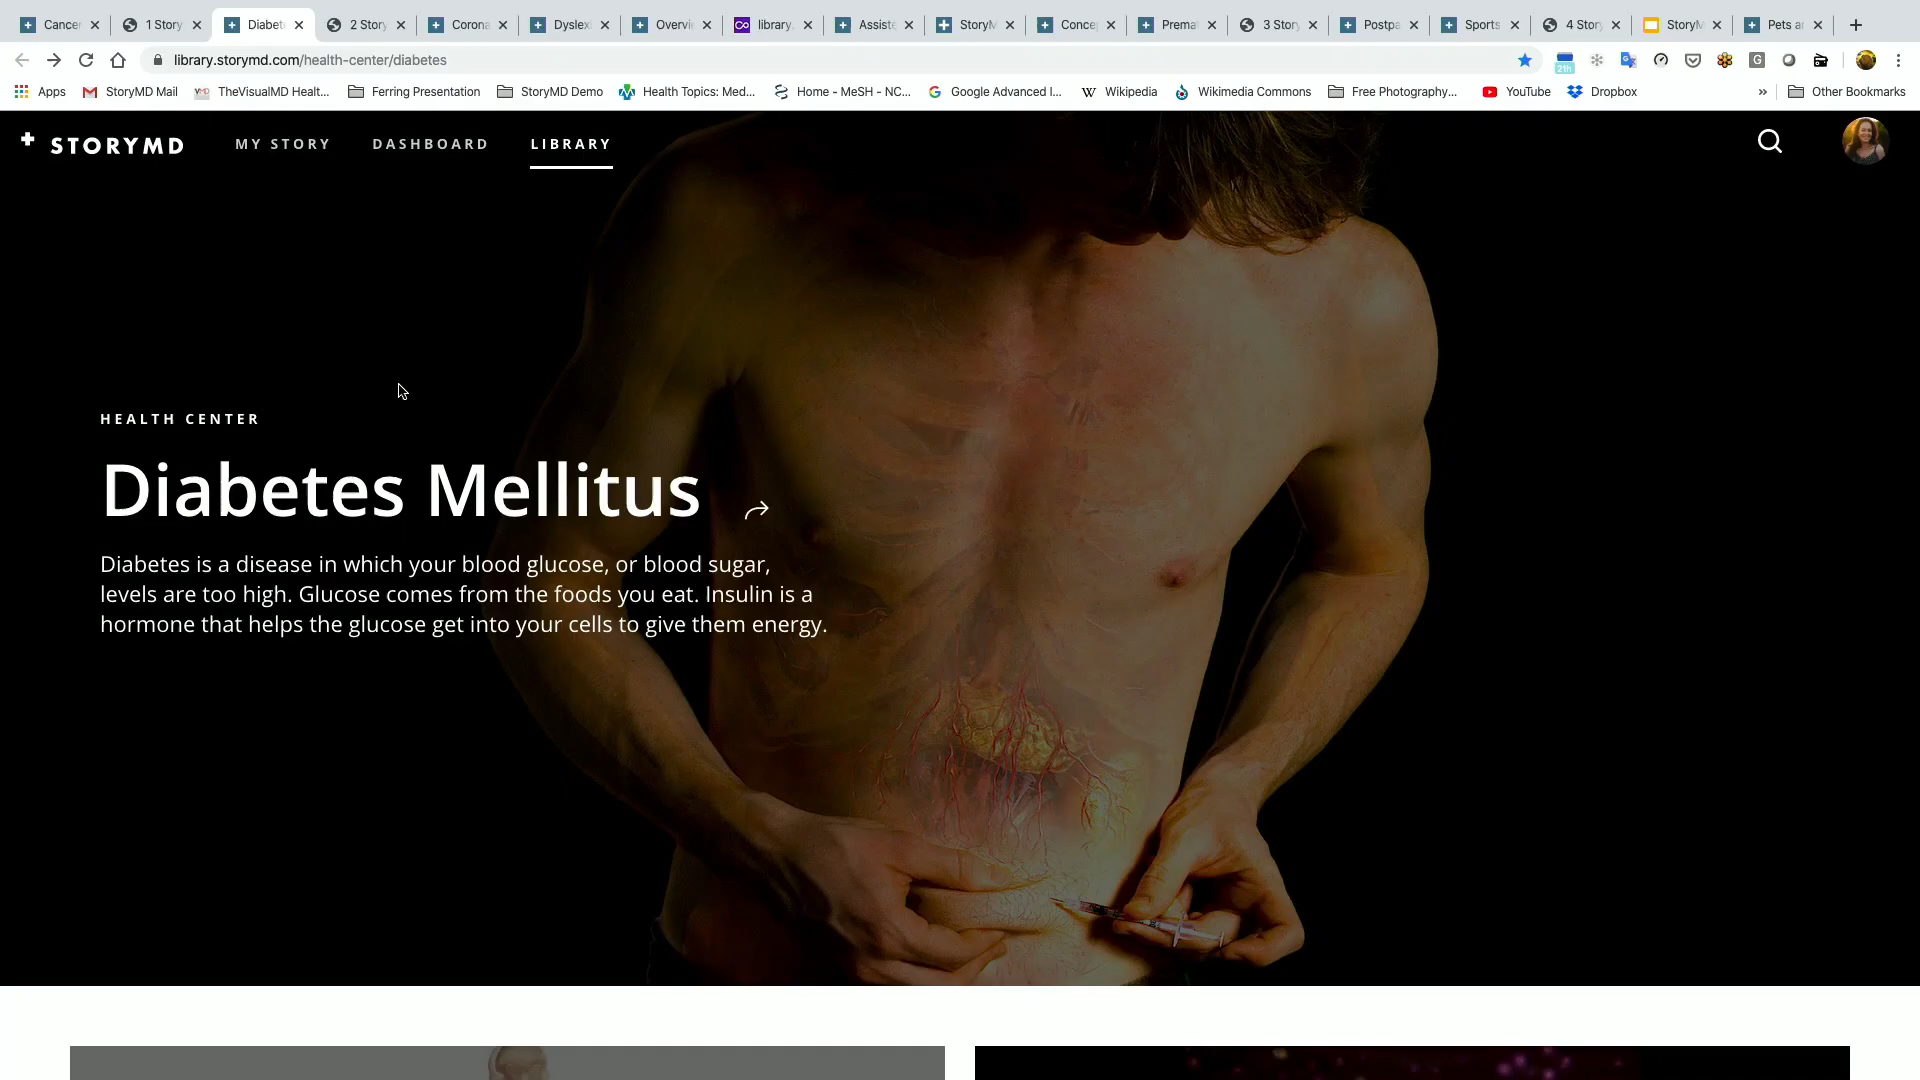 Cancer
1 Story
Diabet
2 Story
Corona
Dyslex
Overvi
library.
Assiste
StoryM
Conce
Prema
3 Story
Postpa
Sports
4 Story
StoryM
Pets a
library.storymd.com/health-center/diabetes
21h
G
Apps
StoryMD Mail
TheVisualMD Healt...
Ferring Presentation
StoryMD Demo
Health Topics: Med...
Home - MeSH - NC...
Google Advanced I...
Wikipedia
Wikimedia Commons
Free Photography...
YouTube
Dropbox
»
Other Bookmarks
STORYMD
MY STORY
DASHBOARD
LIBRARY
HEALTH CENTER
Diabetes Mellitus
Diabetes is a disease in which your blood glucose, or blood sugar,
levels are too high. Glucose comes from the foods you eat. Insulin is a
hormone that helps the glucose get into your cells to give them energy.